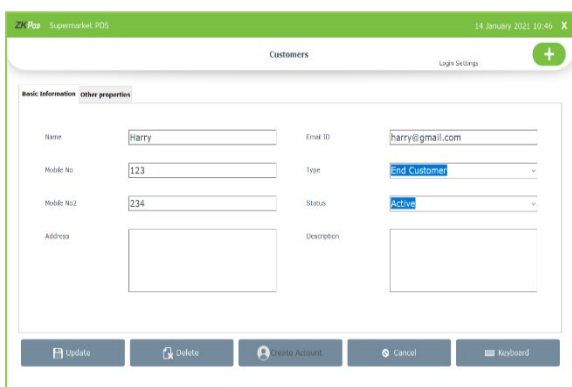 ZKPos Supermarket POS 14 January 2021 10:46 X
Customers
Login Settings
+
Basic Information Other properties
Name Harry Email ID harry@gmail.com
Mobile No 123 Type End Customer
Mobile No2 234 Status Active
Address Description
Update Delete Create Account Cancel Keyboard